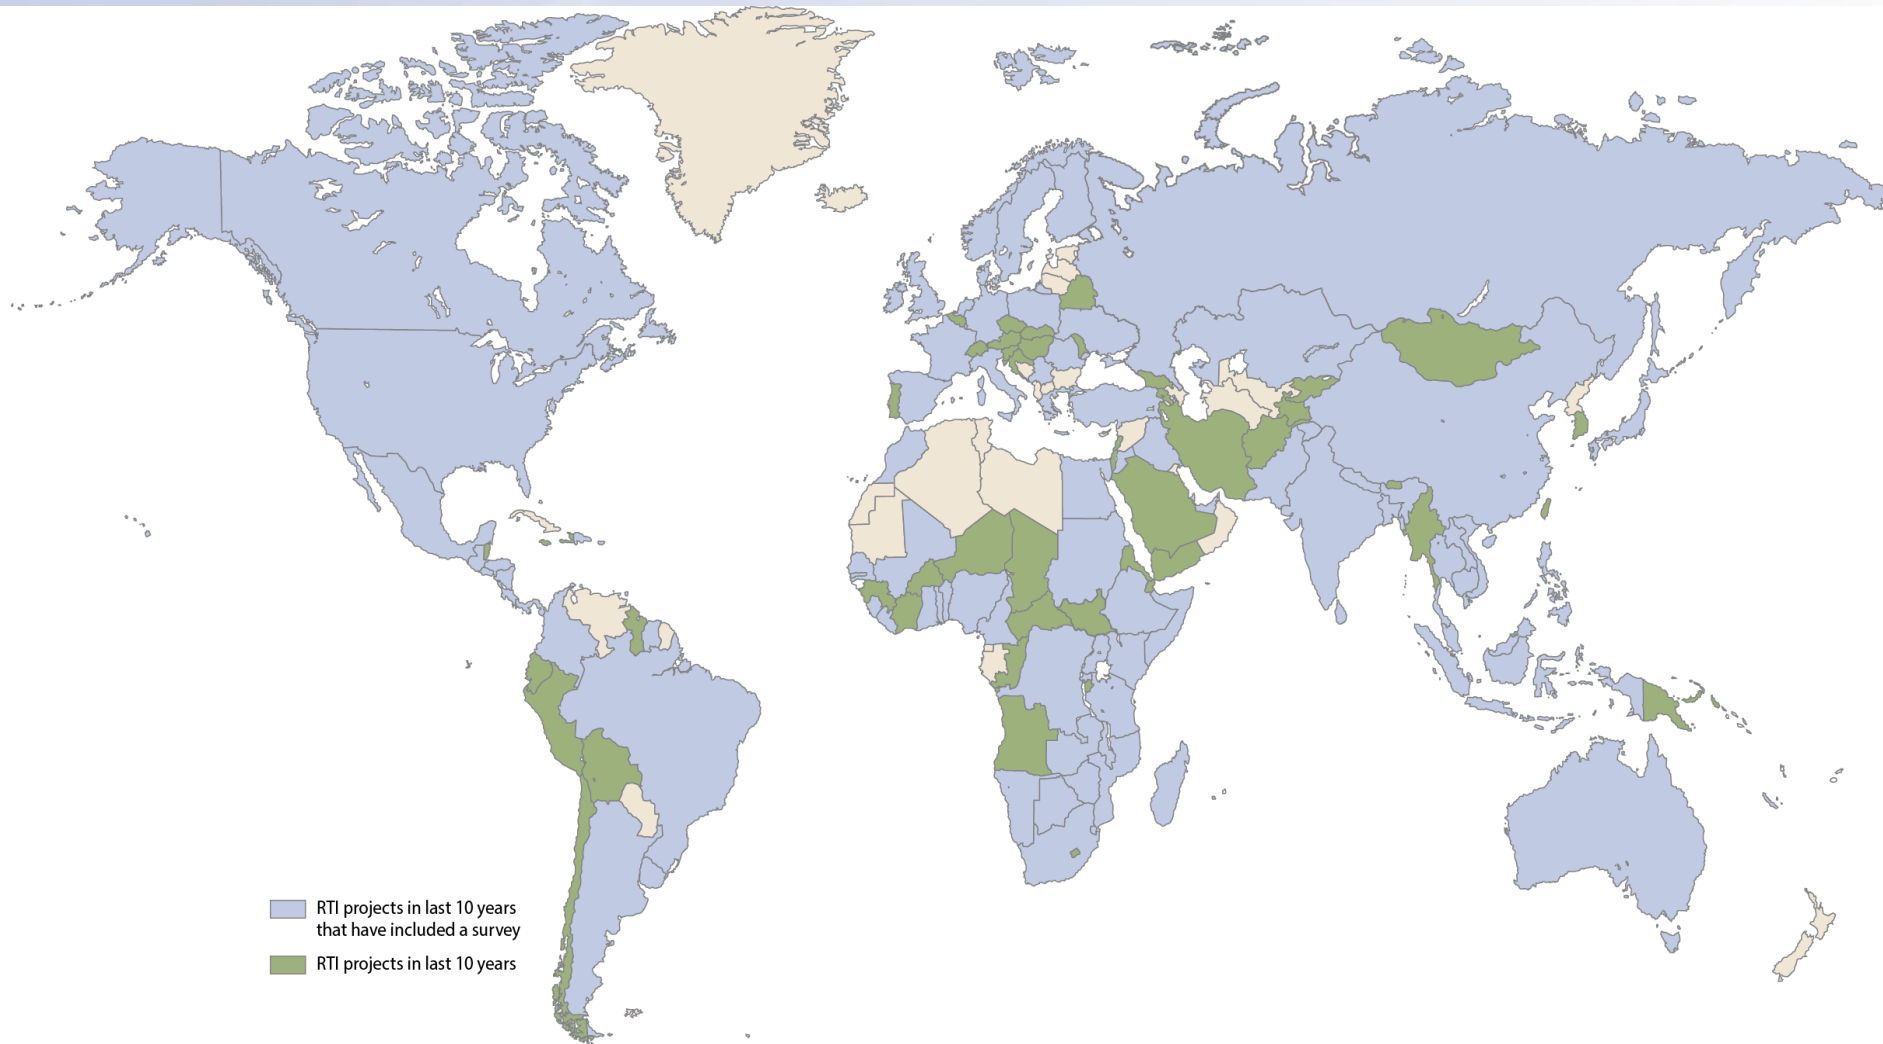 RTI projects in last 10 years
that have included a survey
RTI projects in last 10 years